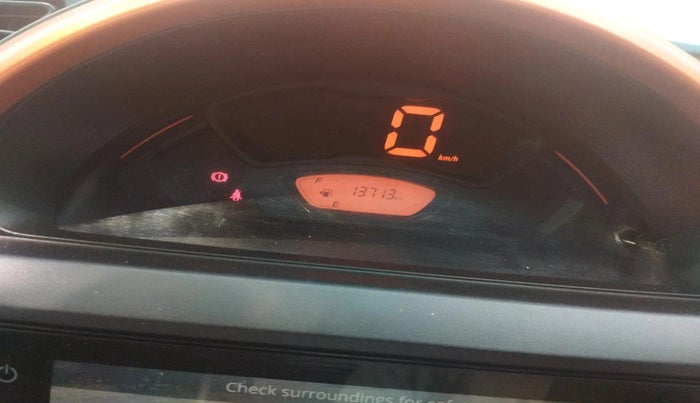 0
km/h
F
13713
E
Check surroundings for